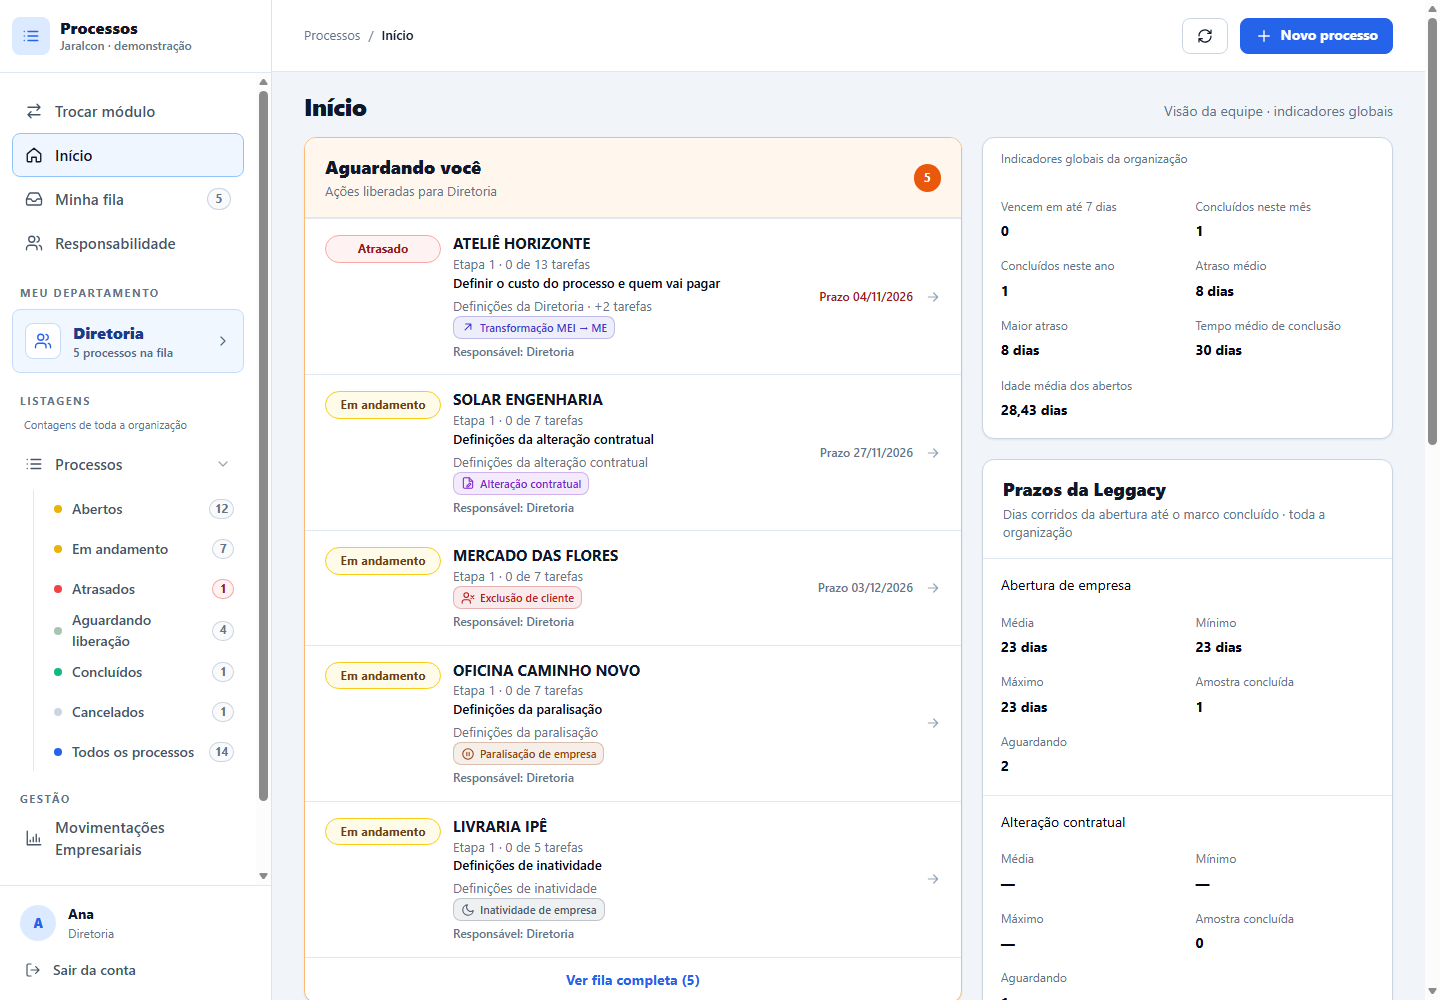 Processos
Jaralcon · demonstração
Trocar módulo
Início
Minha fila
5
Responsabilidade
MEU DEPARTAMENTO
Diretoria
5 processos na fila
LISTAGENS
Contagens de toda a organização
Processos
Abertos
12
Em andamento
7
Atrasados
1
Aguardando
liberação
4
Concluídos
1
Cancelados
1
Todos os processos
14
GESTÃO
Movimentações
Empresariais
A
Ana
Diretoria
Sair da conta
Processos / Início
Novo processo
Início
Visão da equipe · indicadores globais
Aguardando você
Ações liberadas para Diretoria
5
Atrasado
ATELIÊ HORIZONTE
Etapa 1 · 0 de 13 tarefas
Definir o custo do processo e quem vai pagar
Definições da Diretoria · +2 tarefas
Transformação MEI → ME
Responsável: Diretoria
Prazo 04/11/2026
Em andamento
SOLAR ENGENHARIA
Etapa 1 · 0 de 7 tarefas
Definições da alteração contratual
Definições da alteração contratual
Alteração contratual
Responsável: Diretoria
Prazo 27/11/2026
Em andamento
MERCADO DAS FLORES
Etapa 1 · 0 de 7 tarefas
Exclusão de cliente
Responsável: Diretoria
Prazo 03/12/2026
Em andamento
OFICINA CAMINHO NOVO
Etapa 1 · 0 de 7 tarefas
Definições da paralisação
Definições da paralisação
Paralisação de empresa
Responsável: Diretoria
Em andamento
LIVRARIA IPÊ
Etapa 1 · 0 de 5 tarefas
Definições de inatividade
Definições de inatividade
Inatividade de empresa
Responsável: Diretoria
Ver fila completa (5)
Indicadores globais da organização
Vencem em até 7 dias
0
Concluídos neste mês
1
Concluídos neste ano
1
Atraso médio
8 dias
Maior atraso
8 dias
Tempo médio de conclusão
30 dias
Idade média dos abertos
28,43 dias
Prazos da Leggacy
Dias corridos da abertura até o marco concluído · toda a
organização
Abertura de empresa
Média
23 dias
Mínimo
23 dias
Máximo
23 dias
Amostra concluída
1
Aguardando
2
Alteração contratual
Média
—
Mínimo
—
Máximo
—
Amostra concluída
0
Aguardando